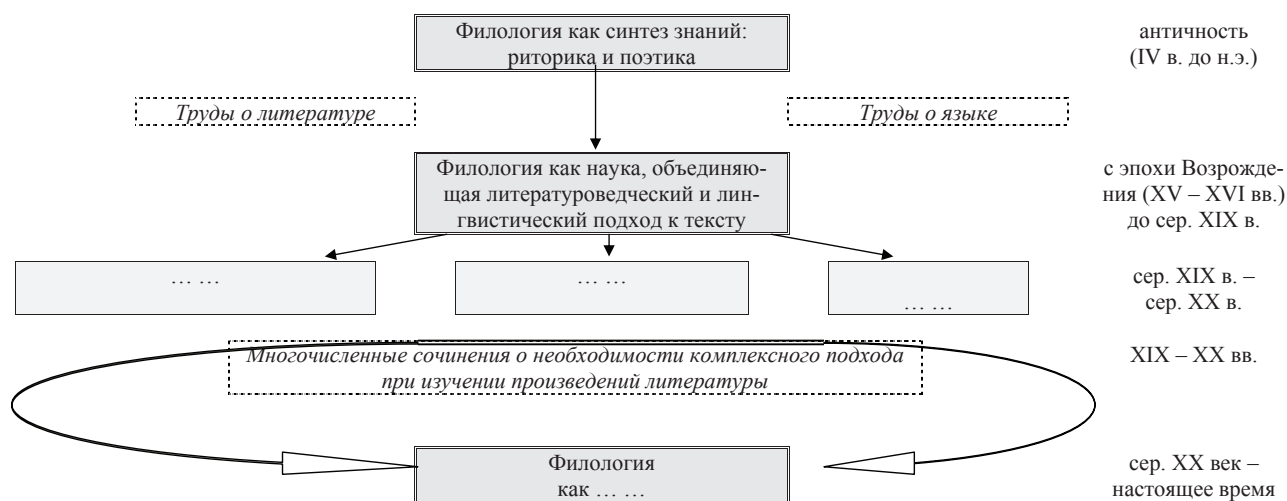 Филология как синтез знаний:
риторика и поэтика
античность
(IV в. до н.э.)
Труды о литературе
Труды о языке
Филология как наука, объединяю-
щая литературоведческий и лин-
гвистический подход к тексту
с эпохи Возрожде-
ния (XV – XVI вв.)
до сер. XIX в.
… …
… …
… …
сер. XIX в. –
сер. XX в.
Многочисленные сочинения о необходимости комплексного подхода
при изучении произведений литературы
XIX – XX вв.
Филология
как … …
сер. XX век –
настоящее время